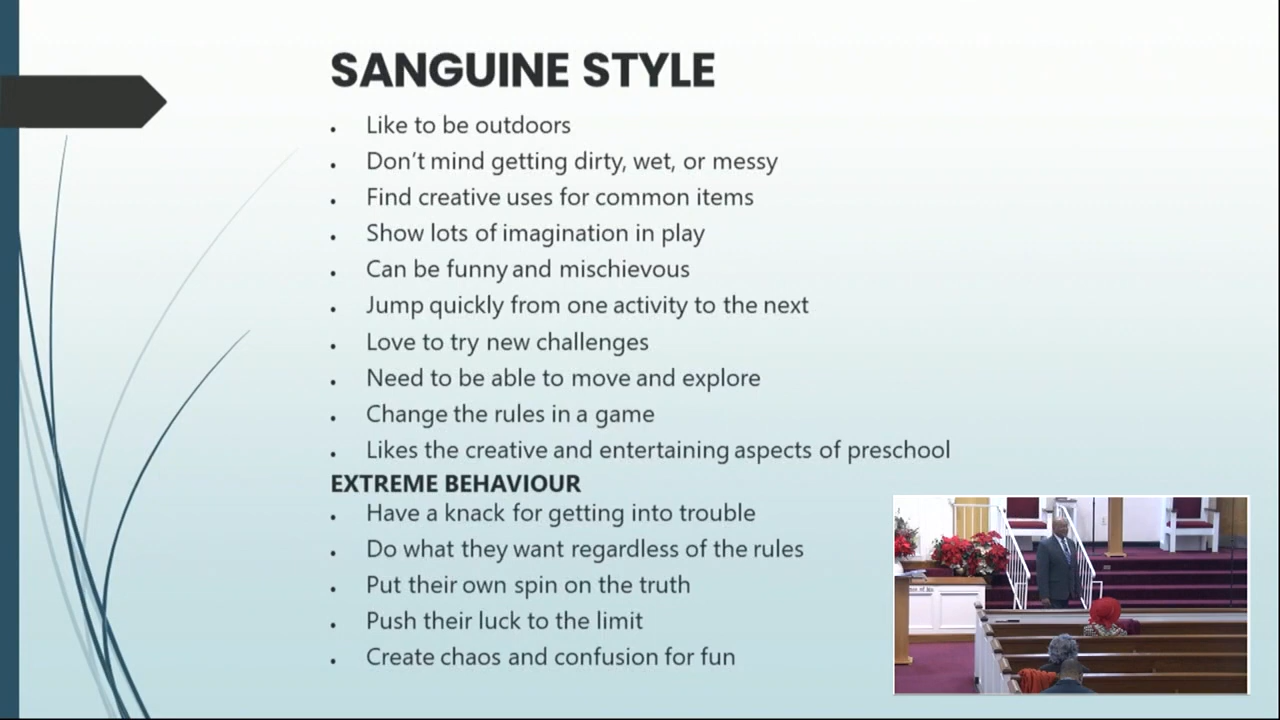 SANGUINE STYLE
• Like to be outdoors
• Don't mind getting dirty, wet, or messy
• Find creative uses for common items
• Show lots of imagination in play
• Can be funny and mischievous
• Jump quickly from one activity to the next
• Love to try new challenges
• Need to be able to move and explore
• Change the rules in a game
• Likes the creative and entertaining aspects of preschool
EXTREME BEHAVIOUR
• Have a knack for getting into trouble
• Do what they want regardless of the rules
• Put their own spin on the truth
• Push their luck to the limit
• Create chaos and confusion for fun